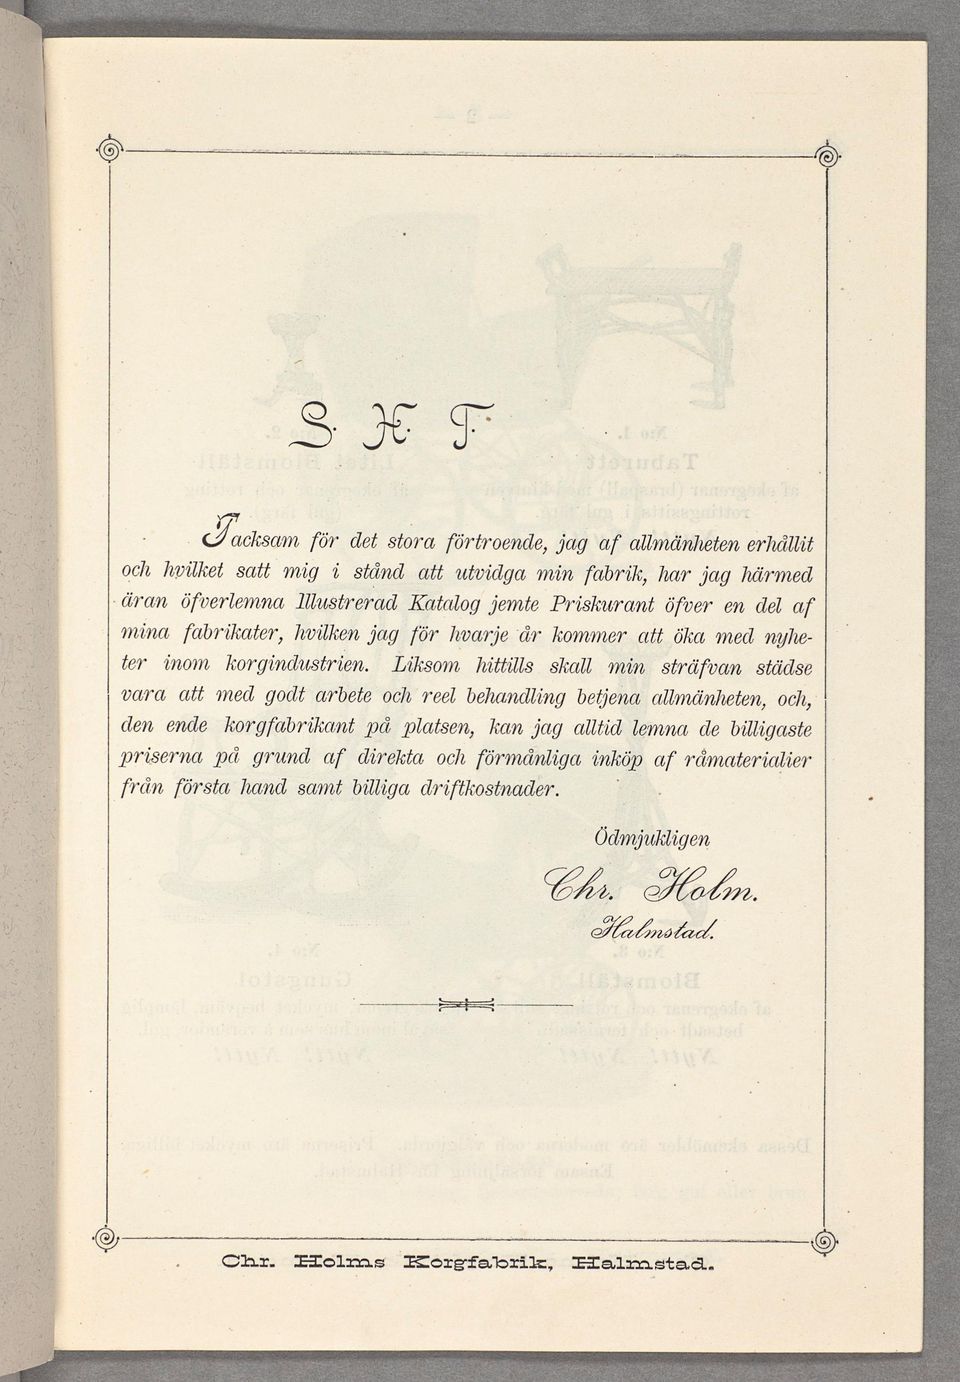 S. H. T.
Tacksam för det stora förtroende, jag af allmänheten erhållit
och hvilket satt mig i stånd att utvidga min fabrik, har jag härmed
äran öfverlemna Illustrerad Katalog jemte Priskurant öfver en del af
mina fabrikater, hvilken jag för hvarje år kommer att öka med nyhe-
ter inom korgindustrien. Liksom hittills skall min sträfvan städse
vara att med godt arbete och reel behandling betjena allmänheten, och,
den ende korgfabrikant på platsen, kan jag alltid lemna de billigaste
priserna på grund af direkta och förmånliga inköp af råmaterialier
från första hand samt billiga driftkostnader.
Ödmjukligen
Chr. Holm.
Halmstad.
Chr. Holms Korgfabrik, Halmstad.